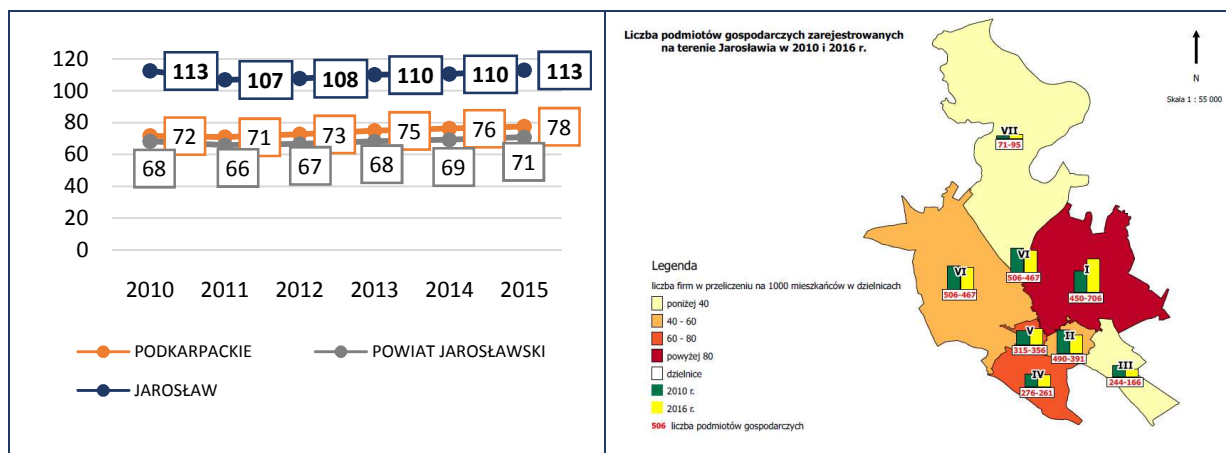 120
100
80
60
40
20
0
113
107
108
110
110
113
72
71
73
75
76
78
68
66
67
68
69
71
2010 2011 2012 2013 2014 2015
PODKARPACKIE
POWIAT JAROSŁAWSKI
JAROSŁAW
Liczba podmiotów gospodarczych zarejestrowanych
na terenie Jarosławia w 2010 i 2016 r.
N
Skala 1 : 55 000
VII
71-95
VI
506-467
VI
506-467
I
450-706
V
315-356
II
490-391
III
244-166
IV
276-261
Legenda
liczba firm w przeliczeniu na 1000 mieszkańców w dzielnicach
poniżej 40
40 - 60
60 - 80
powyżej 80
dzielnice
2010 r.
2016 r.
506 liczba podmiotów gospodarczych